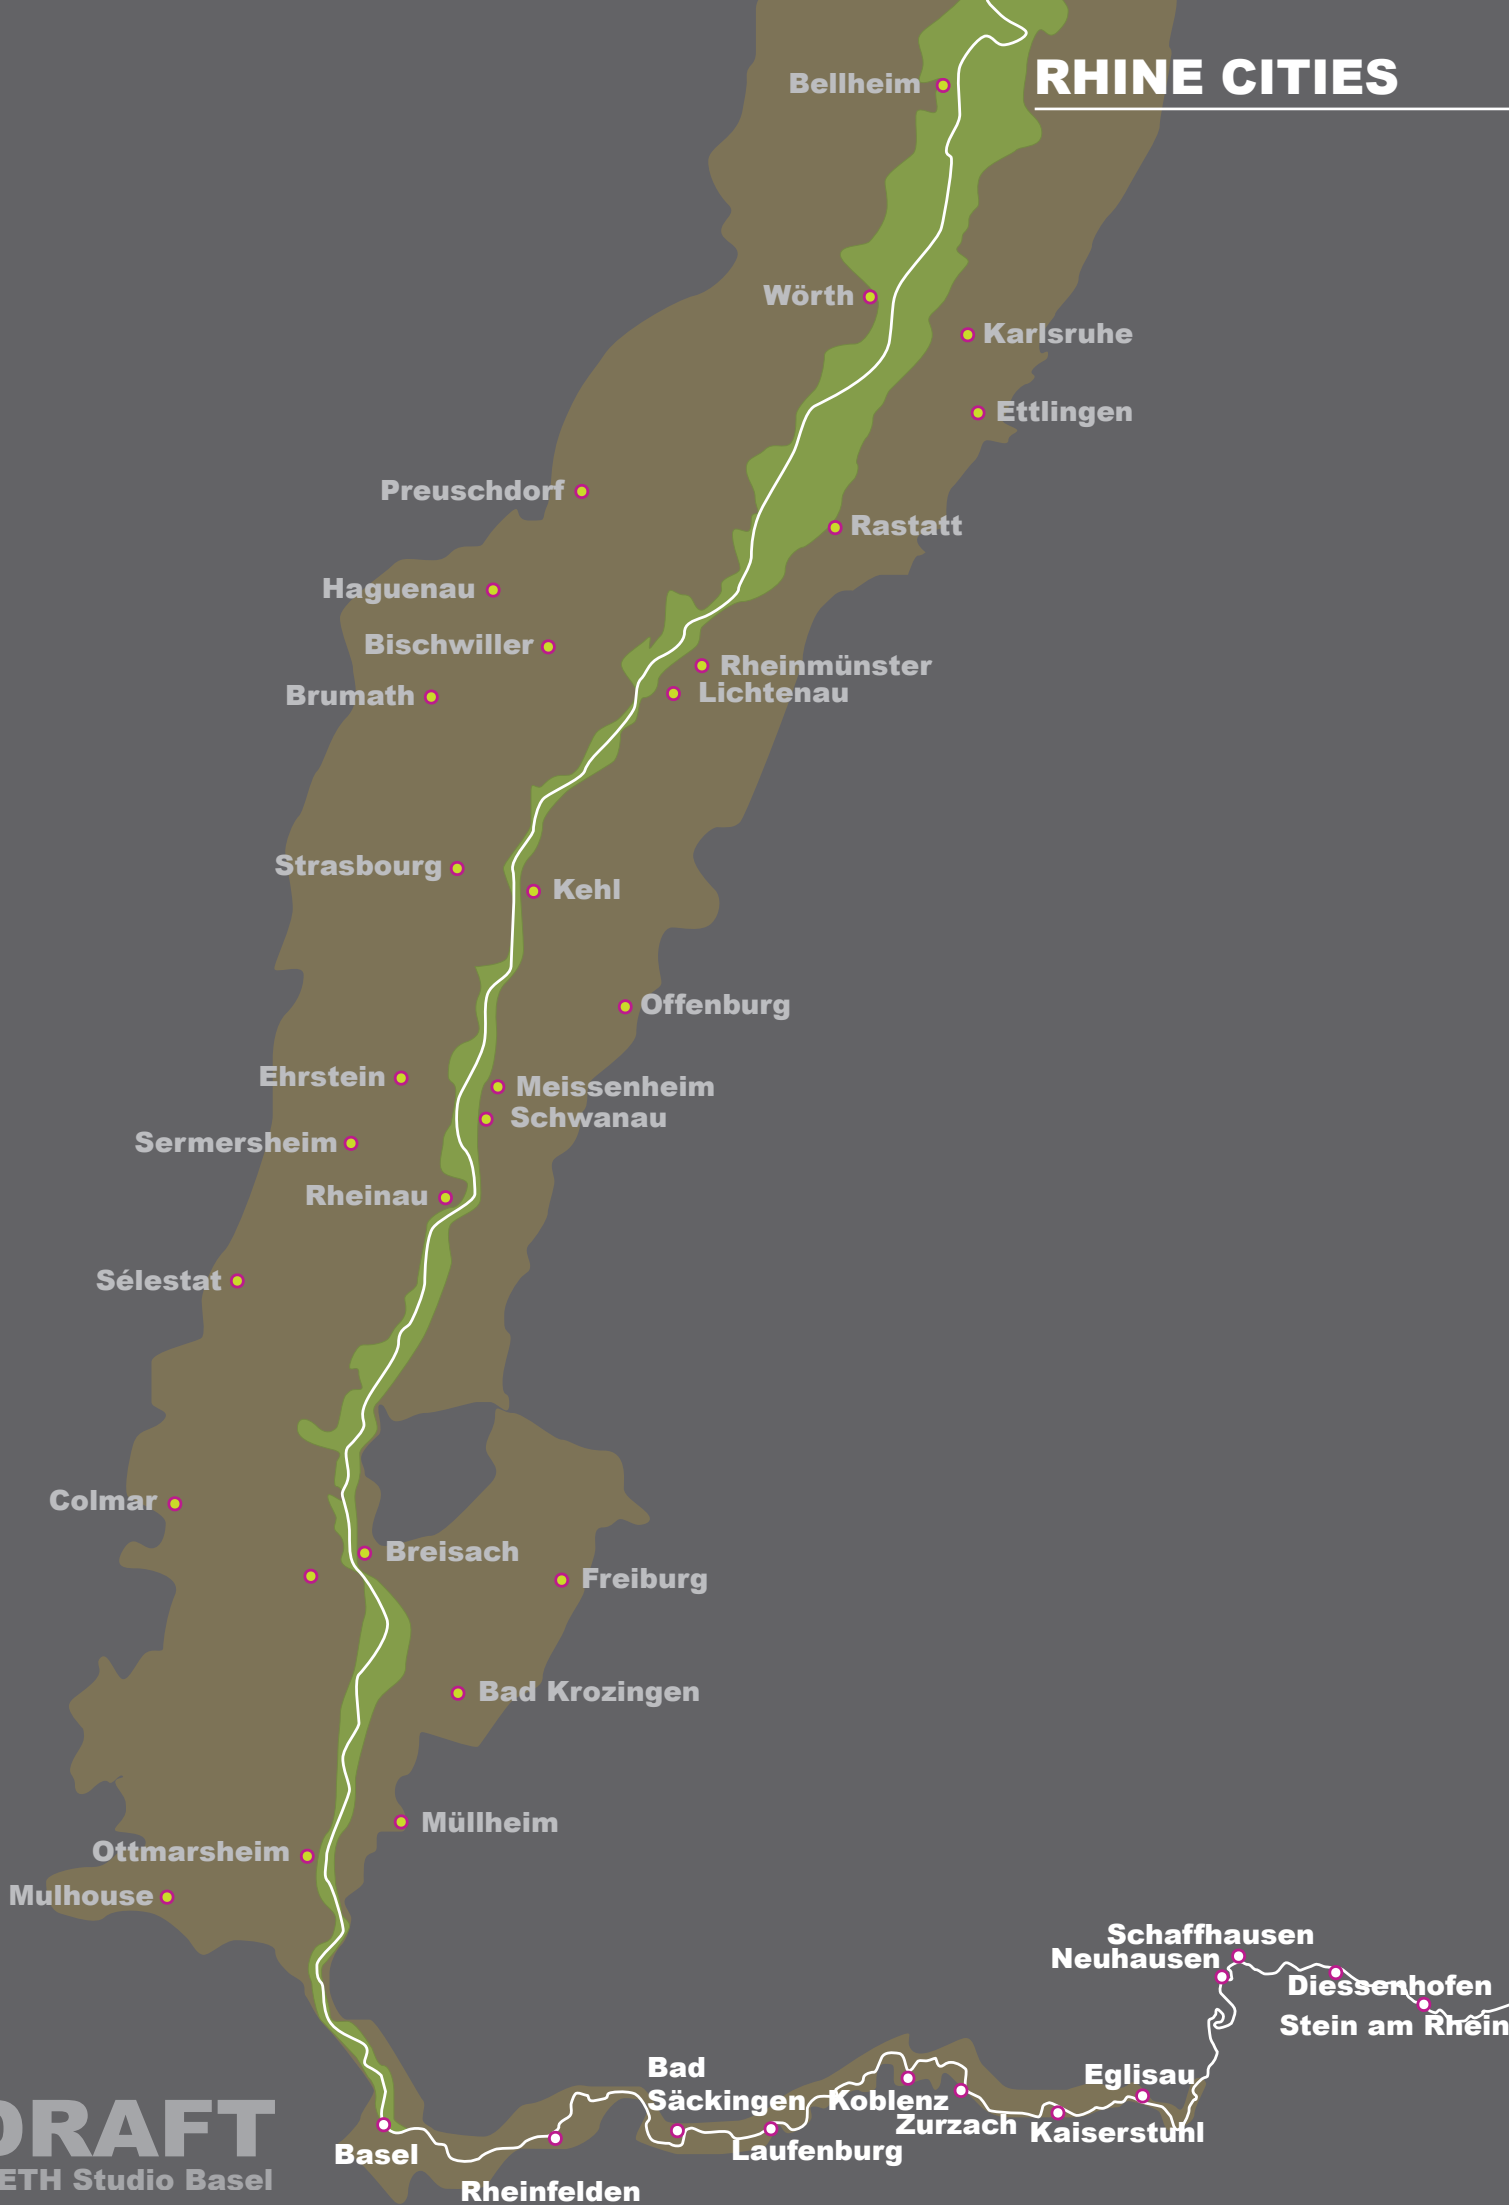 RHINE CITIES
Bellheim
Wörth
Karlsruhe
Ettlingen
Preuschdorf
Rastatt
Haguenau
Bischwiller
Rheinmünster
Brumath
Lichtenau
Strasbourg
Kehl
Offenburg
Ehrstein
Meissenheim
Schwanau
Sermersheim
Rheinau
Sélestat
Colmar
Breisach
Freiburg
Bad Krozingen
Müllheim
Ottmarsheim
Mulhouse
Schaffhausen
Neuhausen
Diessenhofen
Stein am Rhein
Bad
Säckingen
Koblenz
Eglisau
Zurzach
Kaiserstuhl
Laufenburg
Basel
Rheinfelden
DRAFT
ETH Studio Basel